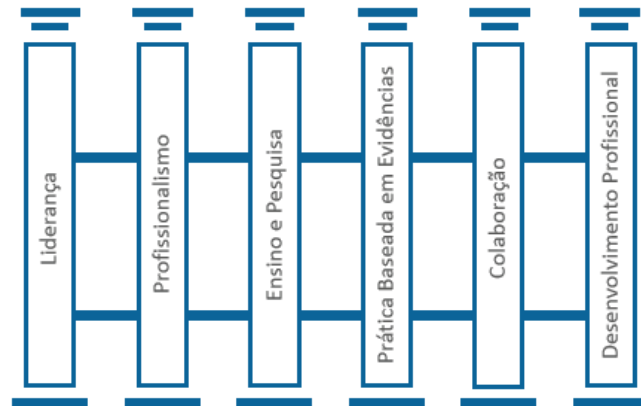 Liderança
Profissionalismo
Ensino e Pesquisa
Prática Baseada em Evidências
Colaboração
Desenvolvimento Profissional